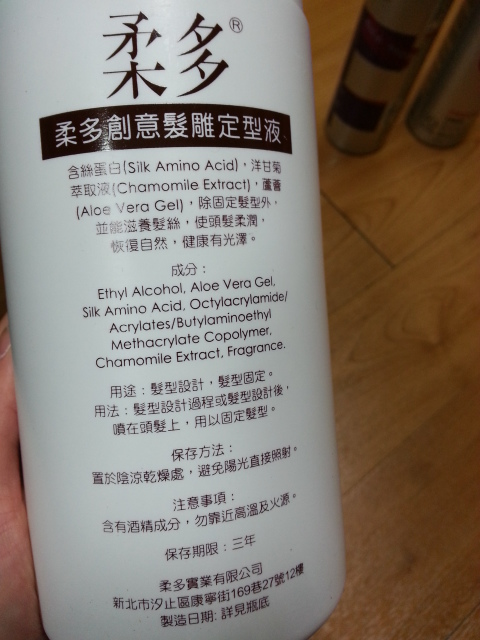 柔多®
柔多創意髮雕定型液
含絲蛋白(Silk Amino Acid)，洋甘菊
萃取液(Chamomile Extract)，蘆薈
(Aloe Vera Gel)，除固定髮型外，
並能滋養髮絲，使頭髮柔潤，
恢復自然，健康有光澤。
成分：
Ethyl Alcohol, Aloe Vera Gel,
Silk Amino Acid, Octylacrylamide/
Acrylates/Butylaminoethyl
Methacrylate Copolymer,
Chamomile Extract, Fragrance.
用途：髮型設計，髮型固定。
用法：髮型設計過程或髮型設計後，
噴在頭髮上，用以固定髮型。
保存方法：
置於陰涼乾燥處，避免陽光直接照射。
注意事項：
含有酒精成分，勿靠近高溫及火源。
保存期限：三年
柔多實業有限公司
新北市汐止區康寧街169巷27號12樓
製造日期: 詳見瓶底